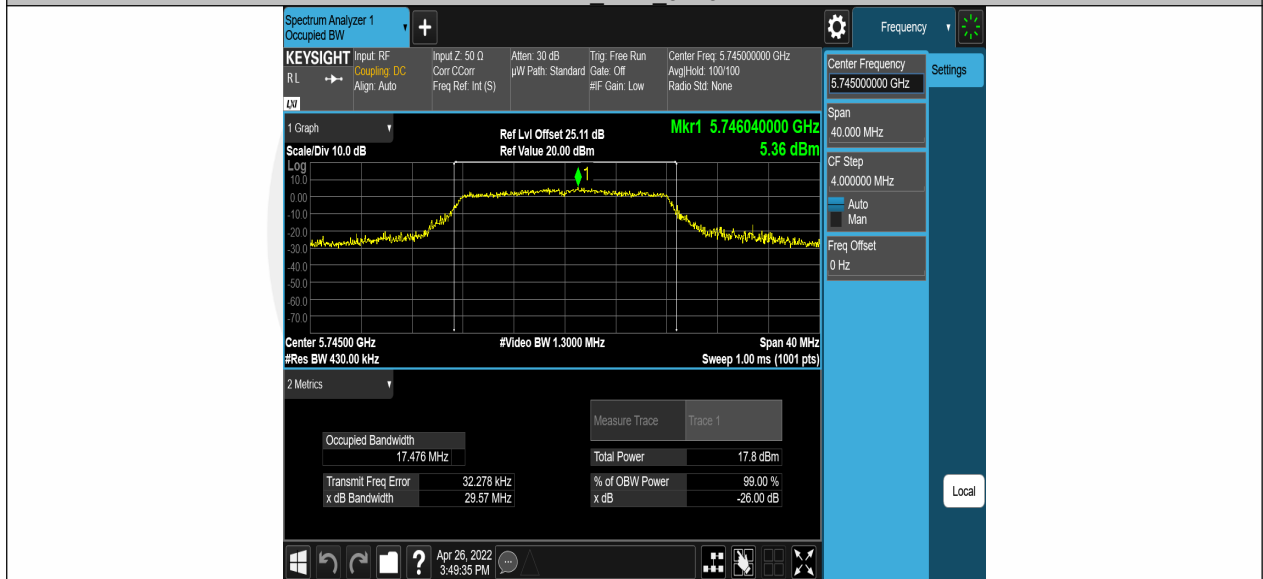 Spectrum Analyzer 1
Occupied BW
+
Frequency
KEYSIGHT
RL
LXI
Input: RF
Coupling: DC
Align: Auto
Input Z: 50 Ω
Corr CCorr
Freq Ref: Int (S)
Atten: 30 dB
µW Path: Standard
Trig: Free Run
Gate: Off
#IF Gain: Low
Center Freq: 5.745000000 GHz
Avg|Hold: 100/100
Radio Std: None
Center Frequency
5.745000000 GHz
Settings
Span
40.000 MHz
CF Step
4.000000 MHz
Auto
Man
Freq Offset
0 Hz
Local
1 Graph
Scale/Div 10.0 dB
Ref Lvl Offset 25.11 dB
Ref Value 20.00 dBm
Mkr1 5.746040000 GHz
5.36 dBm
Log
10.0
0.00
-10.0
-20.0
-30.0
-40.0
-50.0
-60.0
-70.0
1
Center 5.74500 GHz
#Video BW 1.3000 MHz
Span 40 MHz
#Res BW 430.00 kHz
Sweep 1.00 ms (1001 pts)
2 Metrics
Measure Trace Trace 1
Occupied Bandwidth
17.476 MHz
Total Power 17.8 dBm
Transmit Freq Error 32.278 kHz
% of OBW Power 99.00 %
x dB Bandwidth 29.57 MHz
x dB -26.00 dB
?
Apr 26, 2022
3:49:35 PM